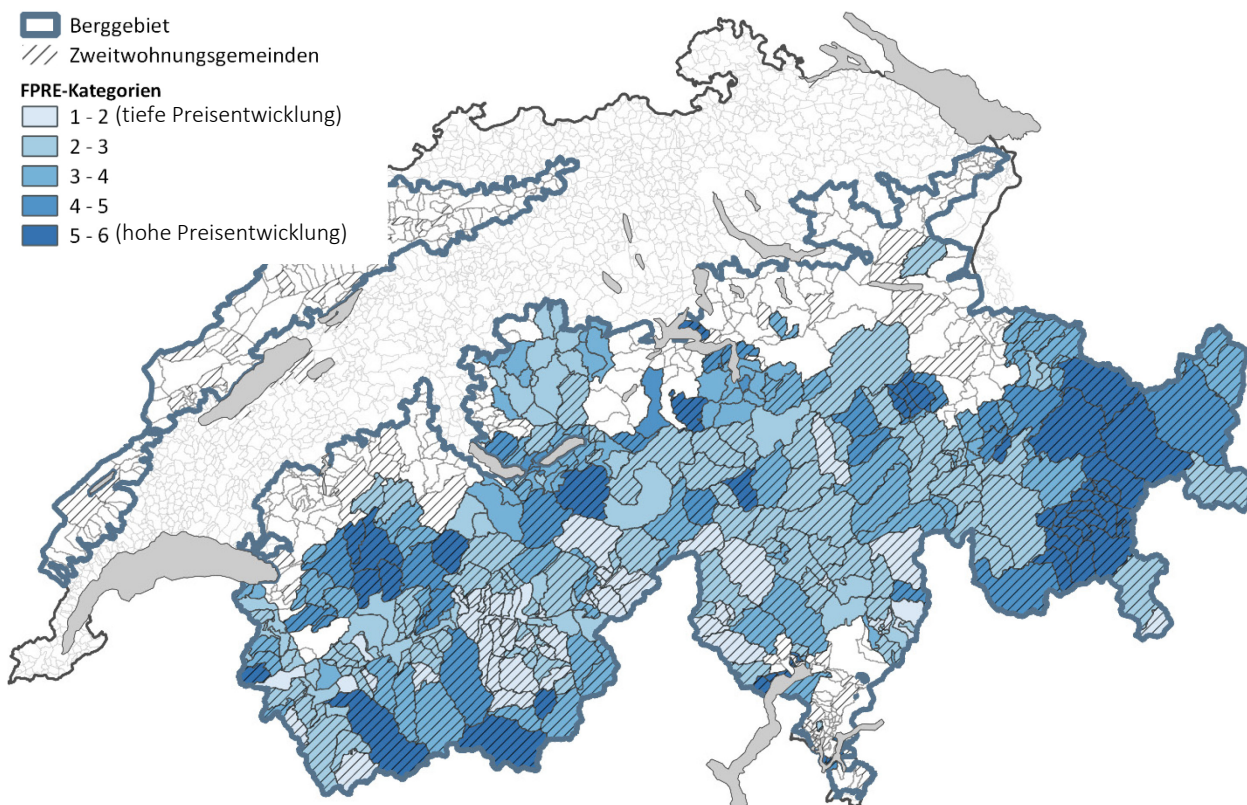 Berggebiet
Zweitwohnungsgemeinden
FPRE-Kategorien
1 - 2 (tiefe Preisentwicklung)
2 - 3
3 - 4
4 - 5
5 - 6 (hohe Preisentwicklung)